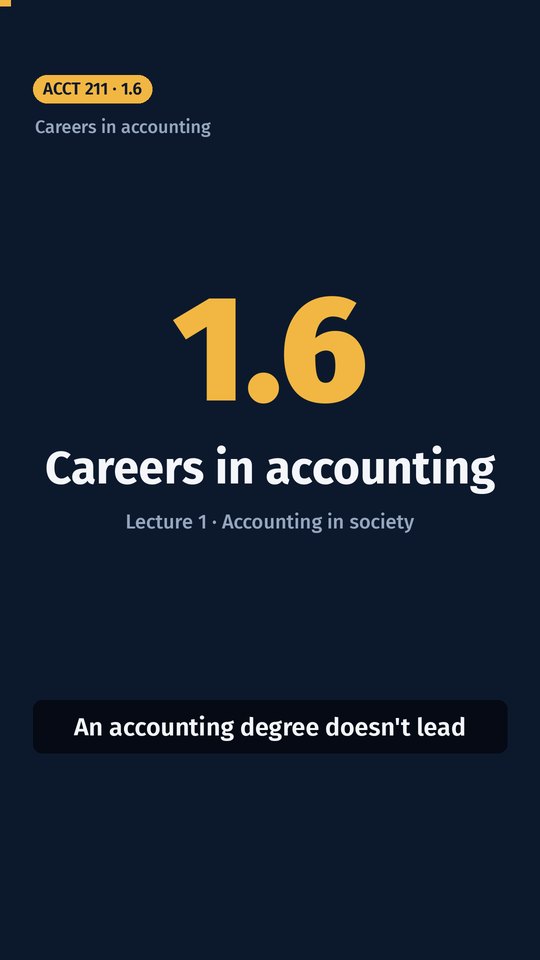 ACCT 211 · 1.6
Careers in accounting
1.6
Careers in accounting
Lecture 1 · Accounting in society
An accounting degree doesn't lead